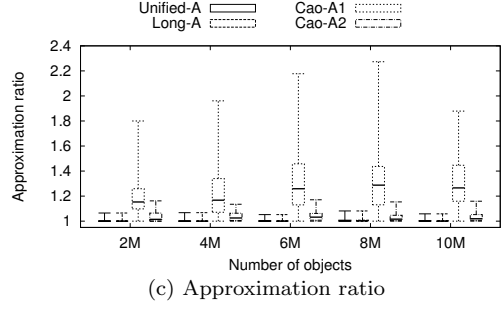 Unified-A
Long-A
Cao-A1
Cao-A2
Approximation ratio
2.4
2.2
2
1.8
1.6
1.4
1.2
1
2M 4M 6M 8M 10M
Number of objects
(c) Approximation ratio